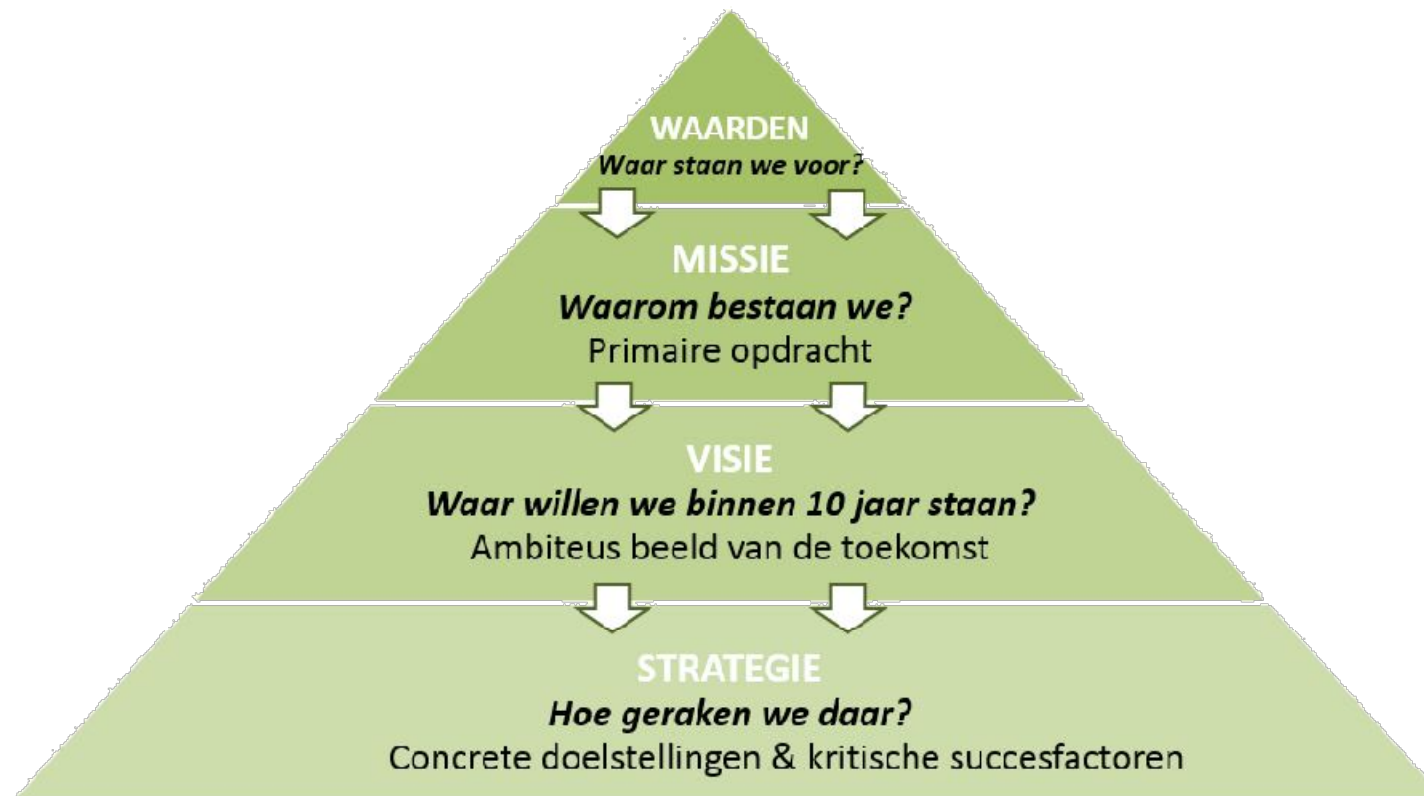 WAARDEN
Waar staan we voor?
MISSIE
Waarom bestaan we?
Primaire opdracht
VISIE
Waar willen we binnen 10 jaar staan?
Ambiteus beeld van de toekomst
STRATEGIE
Hoe geraken we daar?
Concrete doelstellingen & kritische succesfactoren